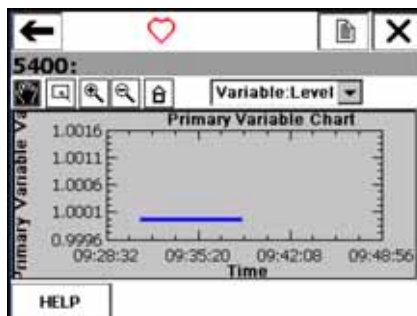 5400:
Variable:Level
Primary Variable Chart
Primary Variable Va
1.0016
1.0011
1.0006
1.0001
0.9996
09:28:32 09:35:20 09:42:08 09:48:56
Time
HELP